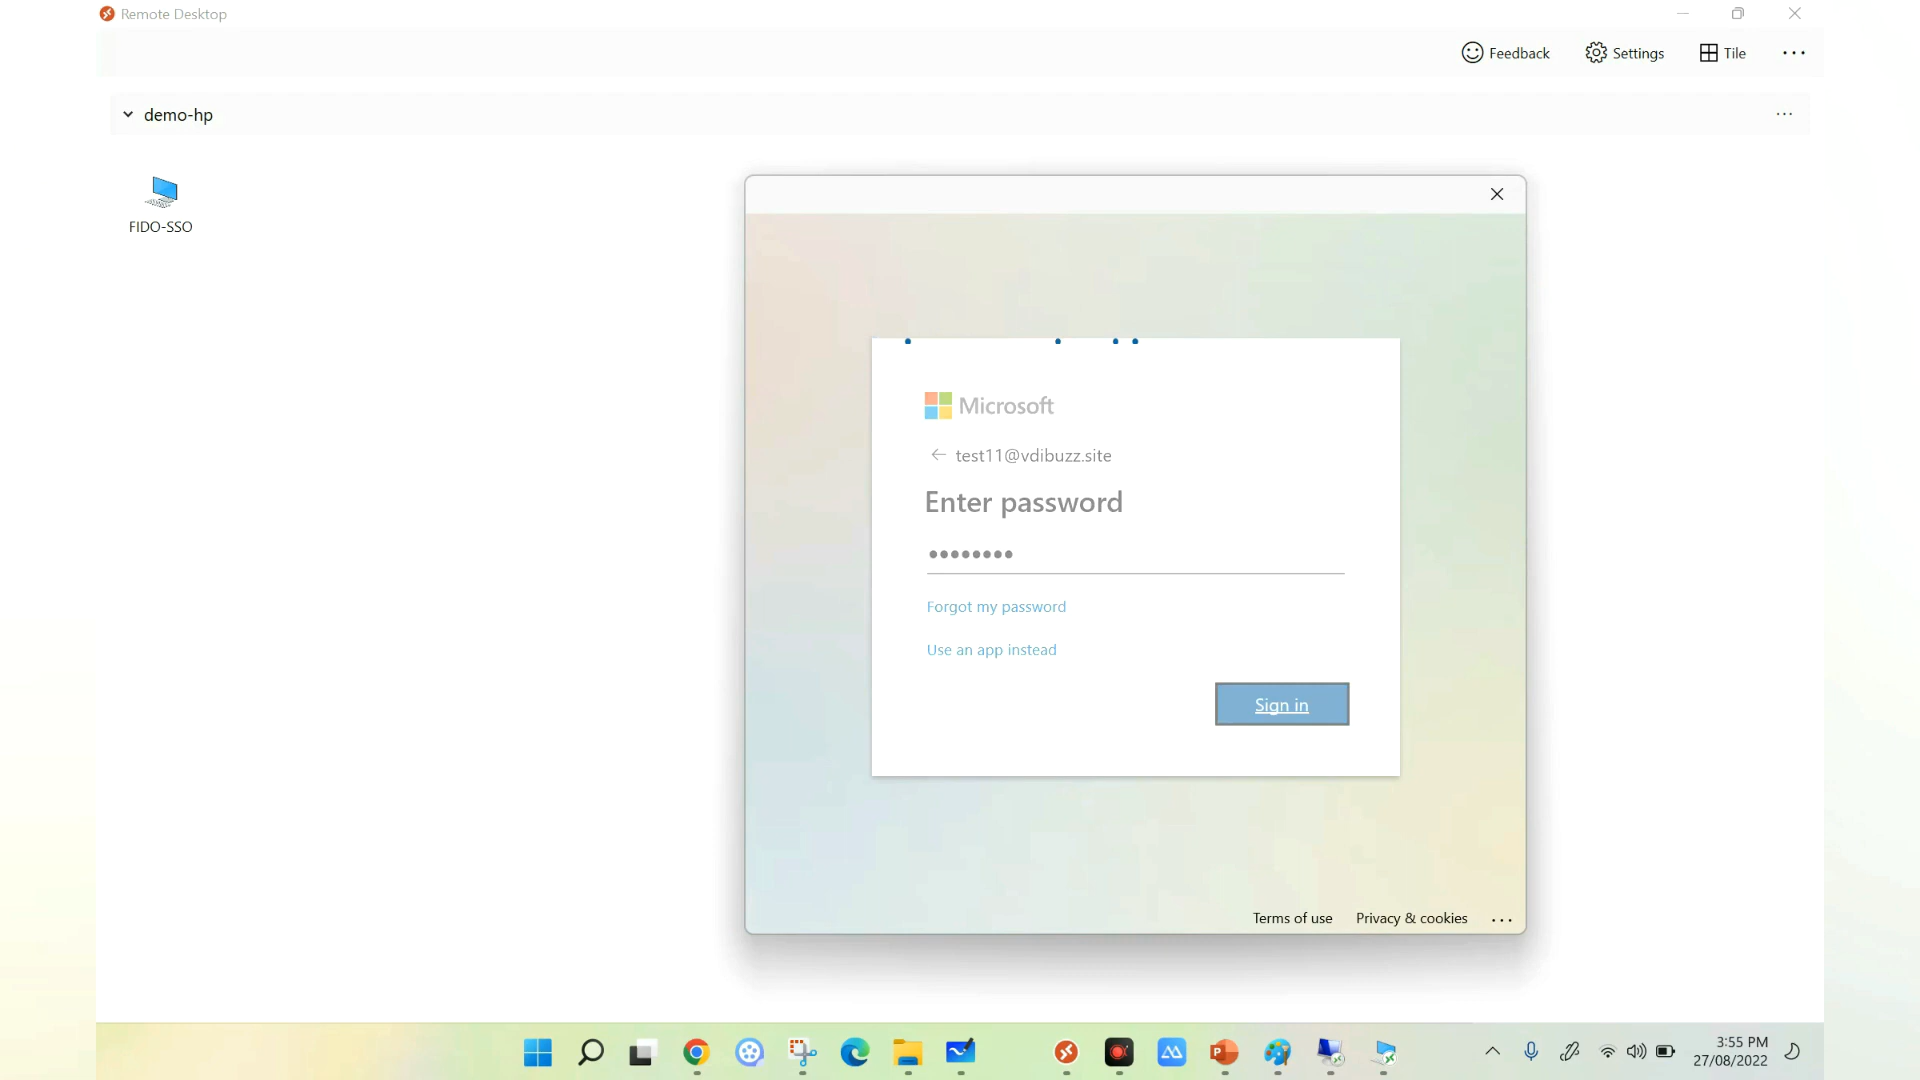 Remote Desktop
Feedback Settings Tile
demo-hp
FIDO-SSO
Microsoft
test11@vdibuzz.site
Enter password
Forgot my password
Use an app instead
Sign in
Terms of use Privacy & cookies
3:55 PM
27/08/2022